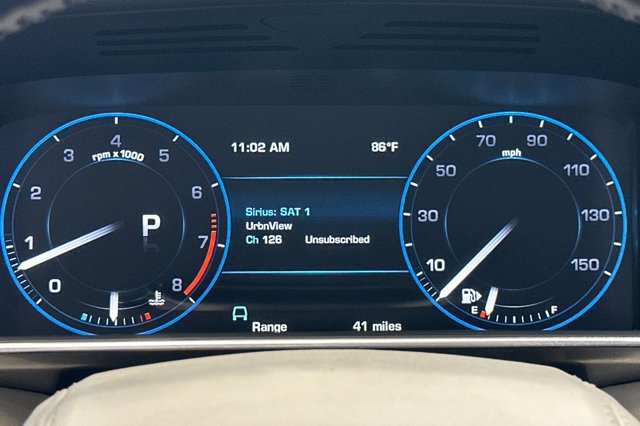 11:02 AM 86°F
4
3 5
rpm x 1000
2 6
1 7
0 8
P
Sirius: SAT 1
UrbnView
Ch 126 Unsubscribed
Range 41 miles
70 90
mph
50 110
30 130
10 150
E F